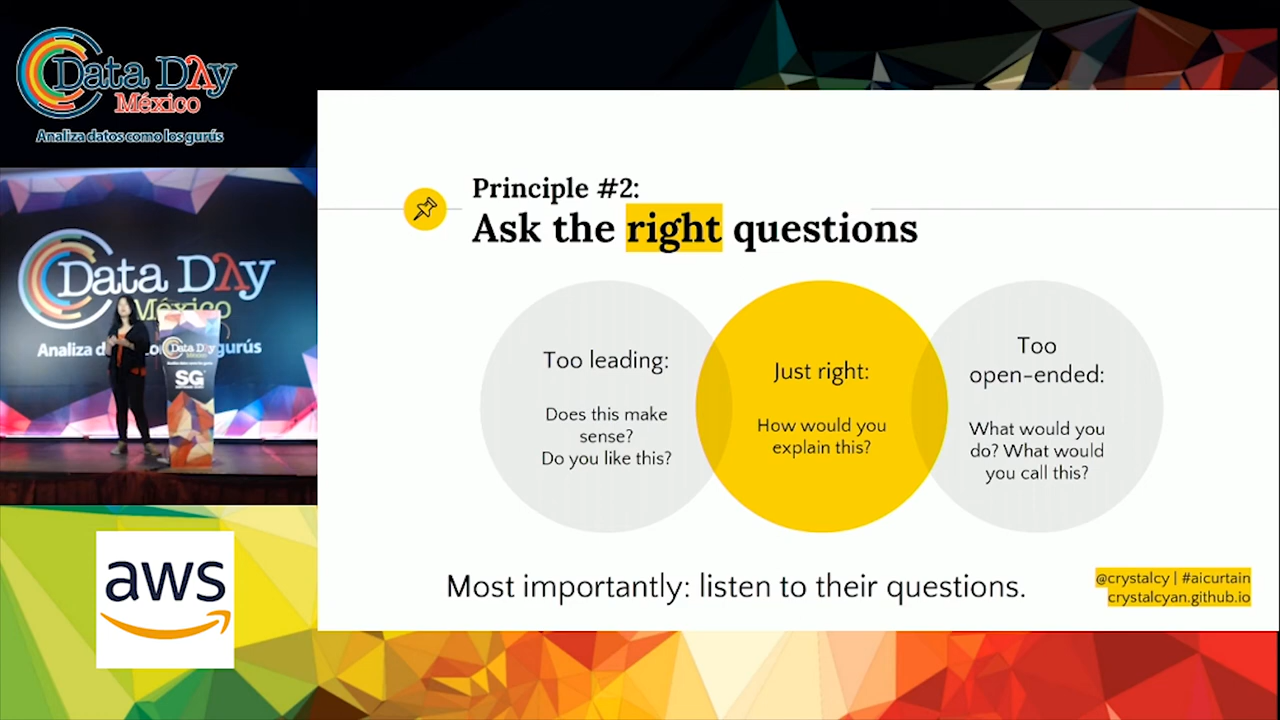 Data DAy
México
Analiza datos como los gurús
Data DAy
México
Analiza d
gurús
Data DAy
México
SG
aws
Principle #2:
Ask the right questions
Too leading:
Does this make
sense?
Do you like this?
Just right:
How would you
explain this?
Too
open-ended:
What would you
do? What would
you call this?
Most importantly: listen to their questions.
@crystalcy | #aicurtain
crystalcyan.github.io